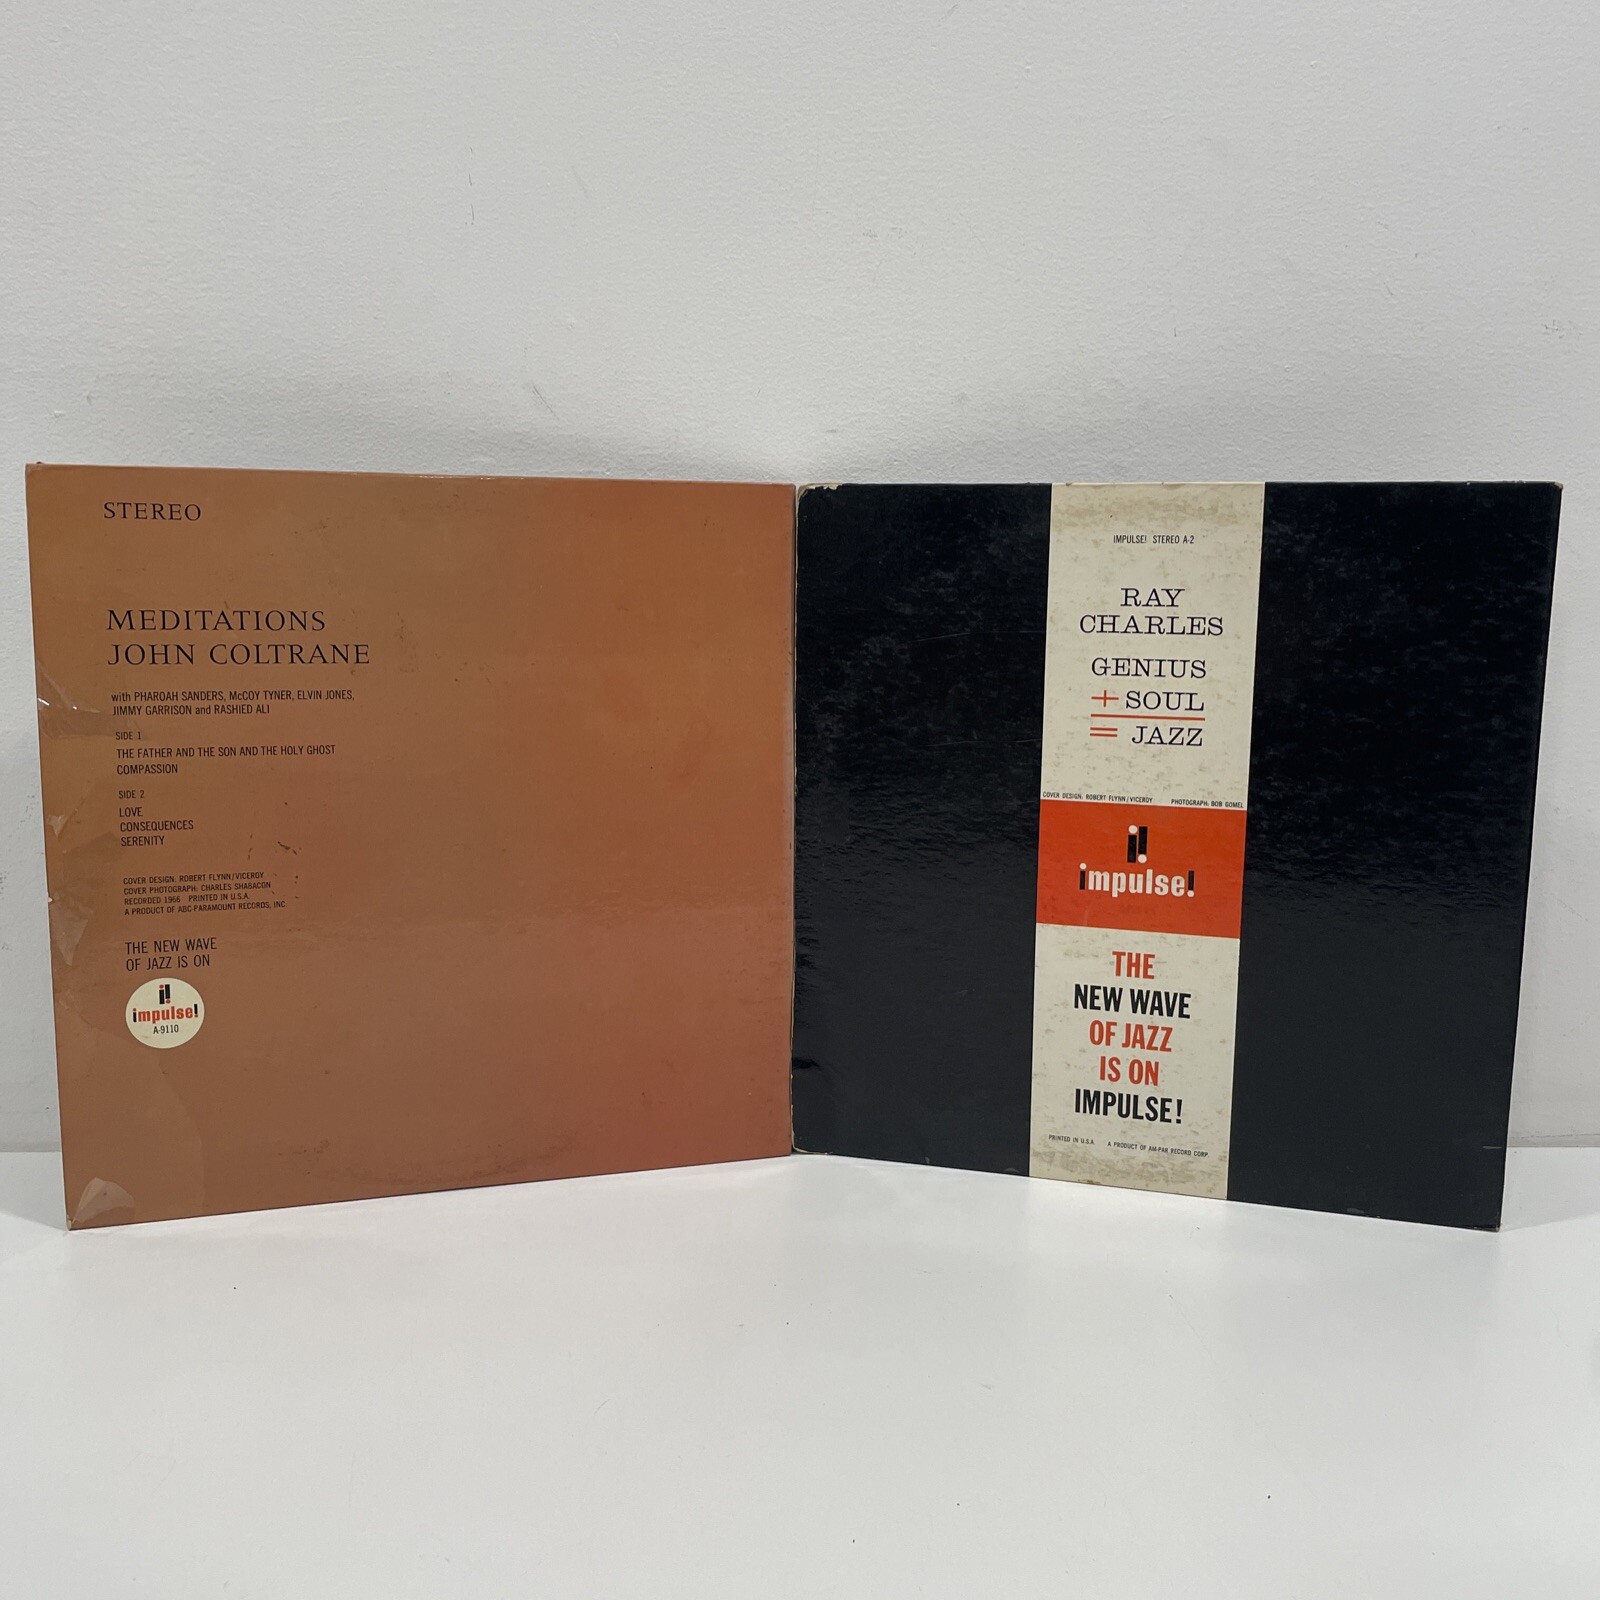 STEREO
MEDITATIONS
JOHN COLTRANE
with PHAROAH SANDERS, McCOY TYNER, ELVIN JONES,
JIMMY GARRISON and RASHIED ALI
SIDE 1
THE FATHER AND THE SON AND THE HOLY GHOST
COMPASSION
SIDE 2
LOVE
CONSEQUENCES
SERENITY
COVER DESIGN: ROBERT FLYNN/VICEROY
COVER PHOTOGRAPH: CHARLES SHABACON
RECORDED 1966 PRINTED IN U.S.A.
A PRODUCT OF ABC-PARAMOUNT RECORDS, INC.
THE NEW WAVE
OF JAZZ IS ON
impulse!
A-9110
IMPULSE! STEREO A-2
RAY
CHARLES
GENIUS
+ SOUL
= JAZZ
COVER DESIGN: ROBERT FLYNN/VICEROY PHOTOGRAPH: BOB GOMEL
impulse!
THE
NEW WAVE
OF JAZZ
IS ON
IMPULSE!
PRINTED IN U.S.A. A PRODUCT OF AM-PAR RECORD CORP